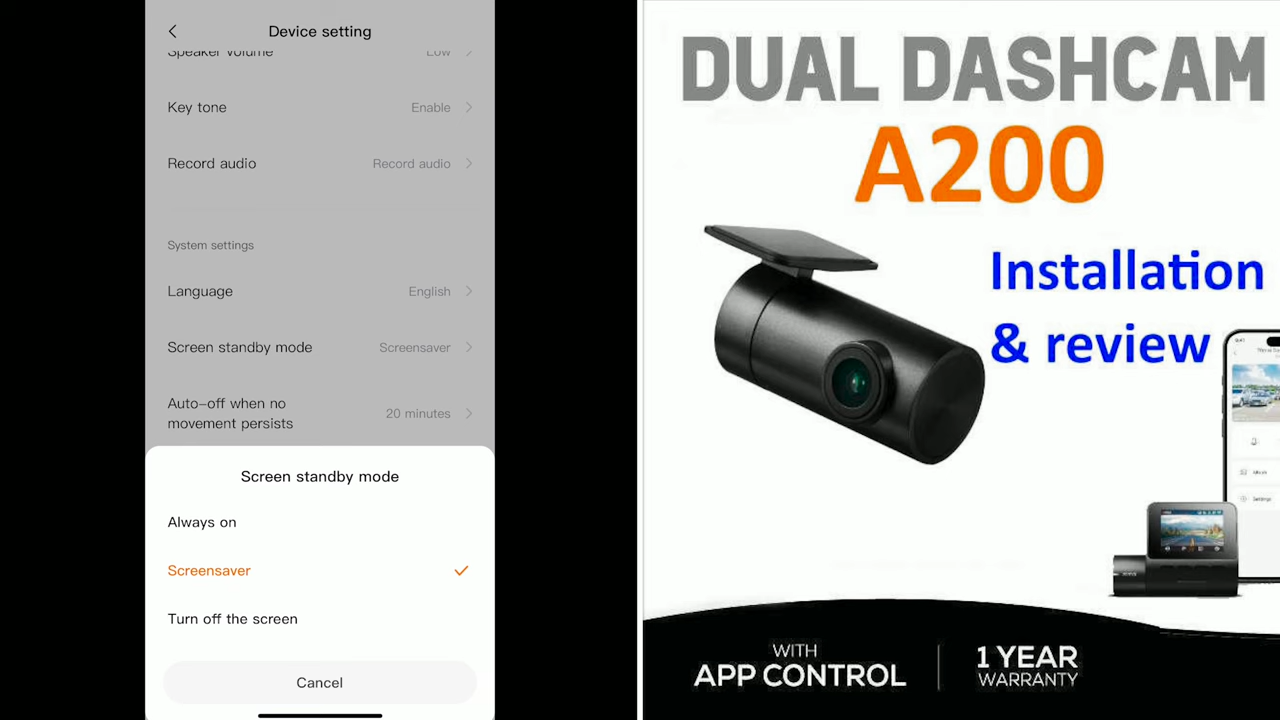 Device setting
Speaker volume
Low
Key tone
Enable
Record audio
Record audio
System settings
Language
English
Screen standby mode
Screensaver
Auto-off when no
movement persists
20 minutes
Screen standby mode
Always on
Screensaver
Turn off the screen
Cancel
DUAL DASHCAM
A200
Installation
& review
Album
Settings
WITH
APP CONTROL
1 YEAR
WARRANTY